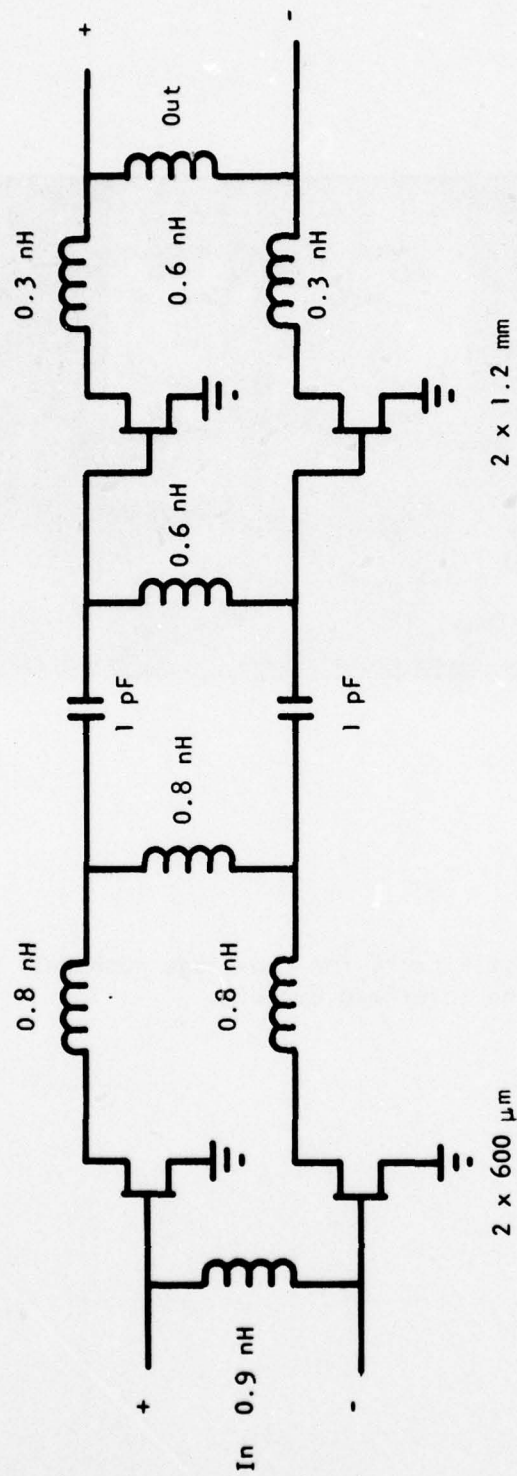 +
In 0.9 nH
-
2 x 600 µm
0.8 nH
0.8 nH
0.8 nH
1 pF
1 pF
0.6 nH
2 x 1.2 mm
0.3 nH
0.3 nH
0.6 nH
Out
+
-